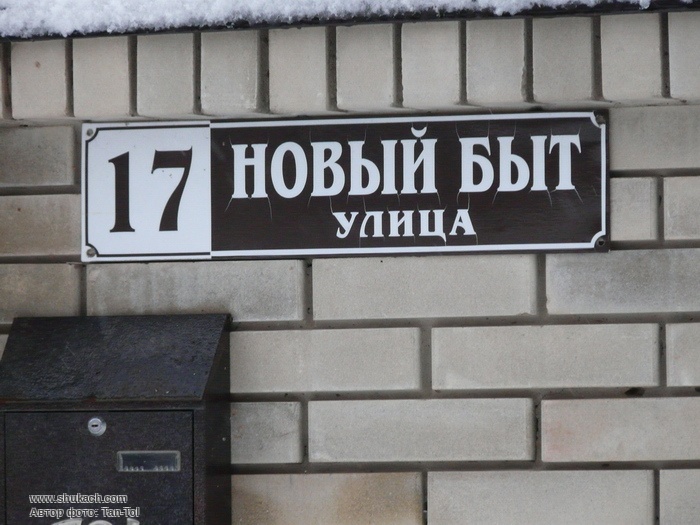 17 НОВЫЙ БЫТ
УЛИЦА
www.shukach.com
Автор фото: Tan-Tol